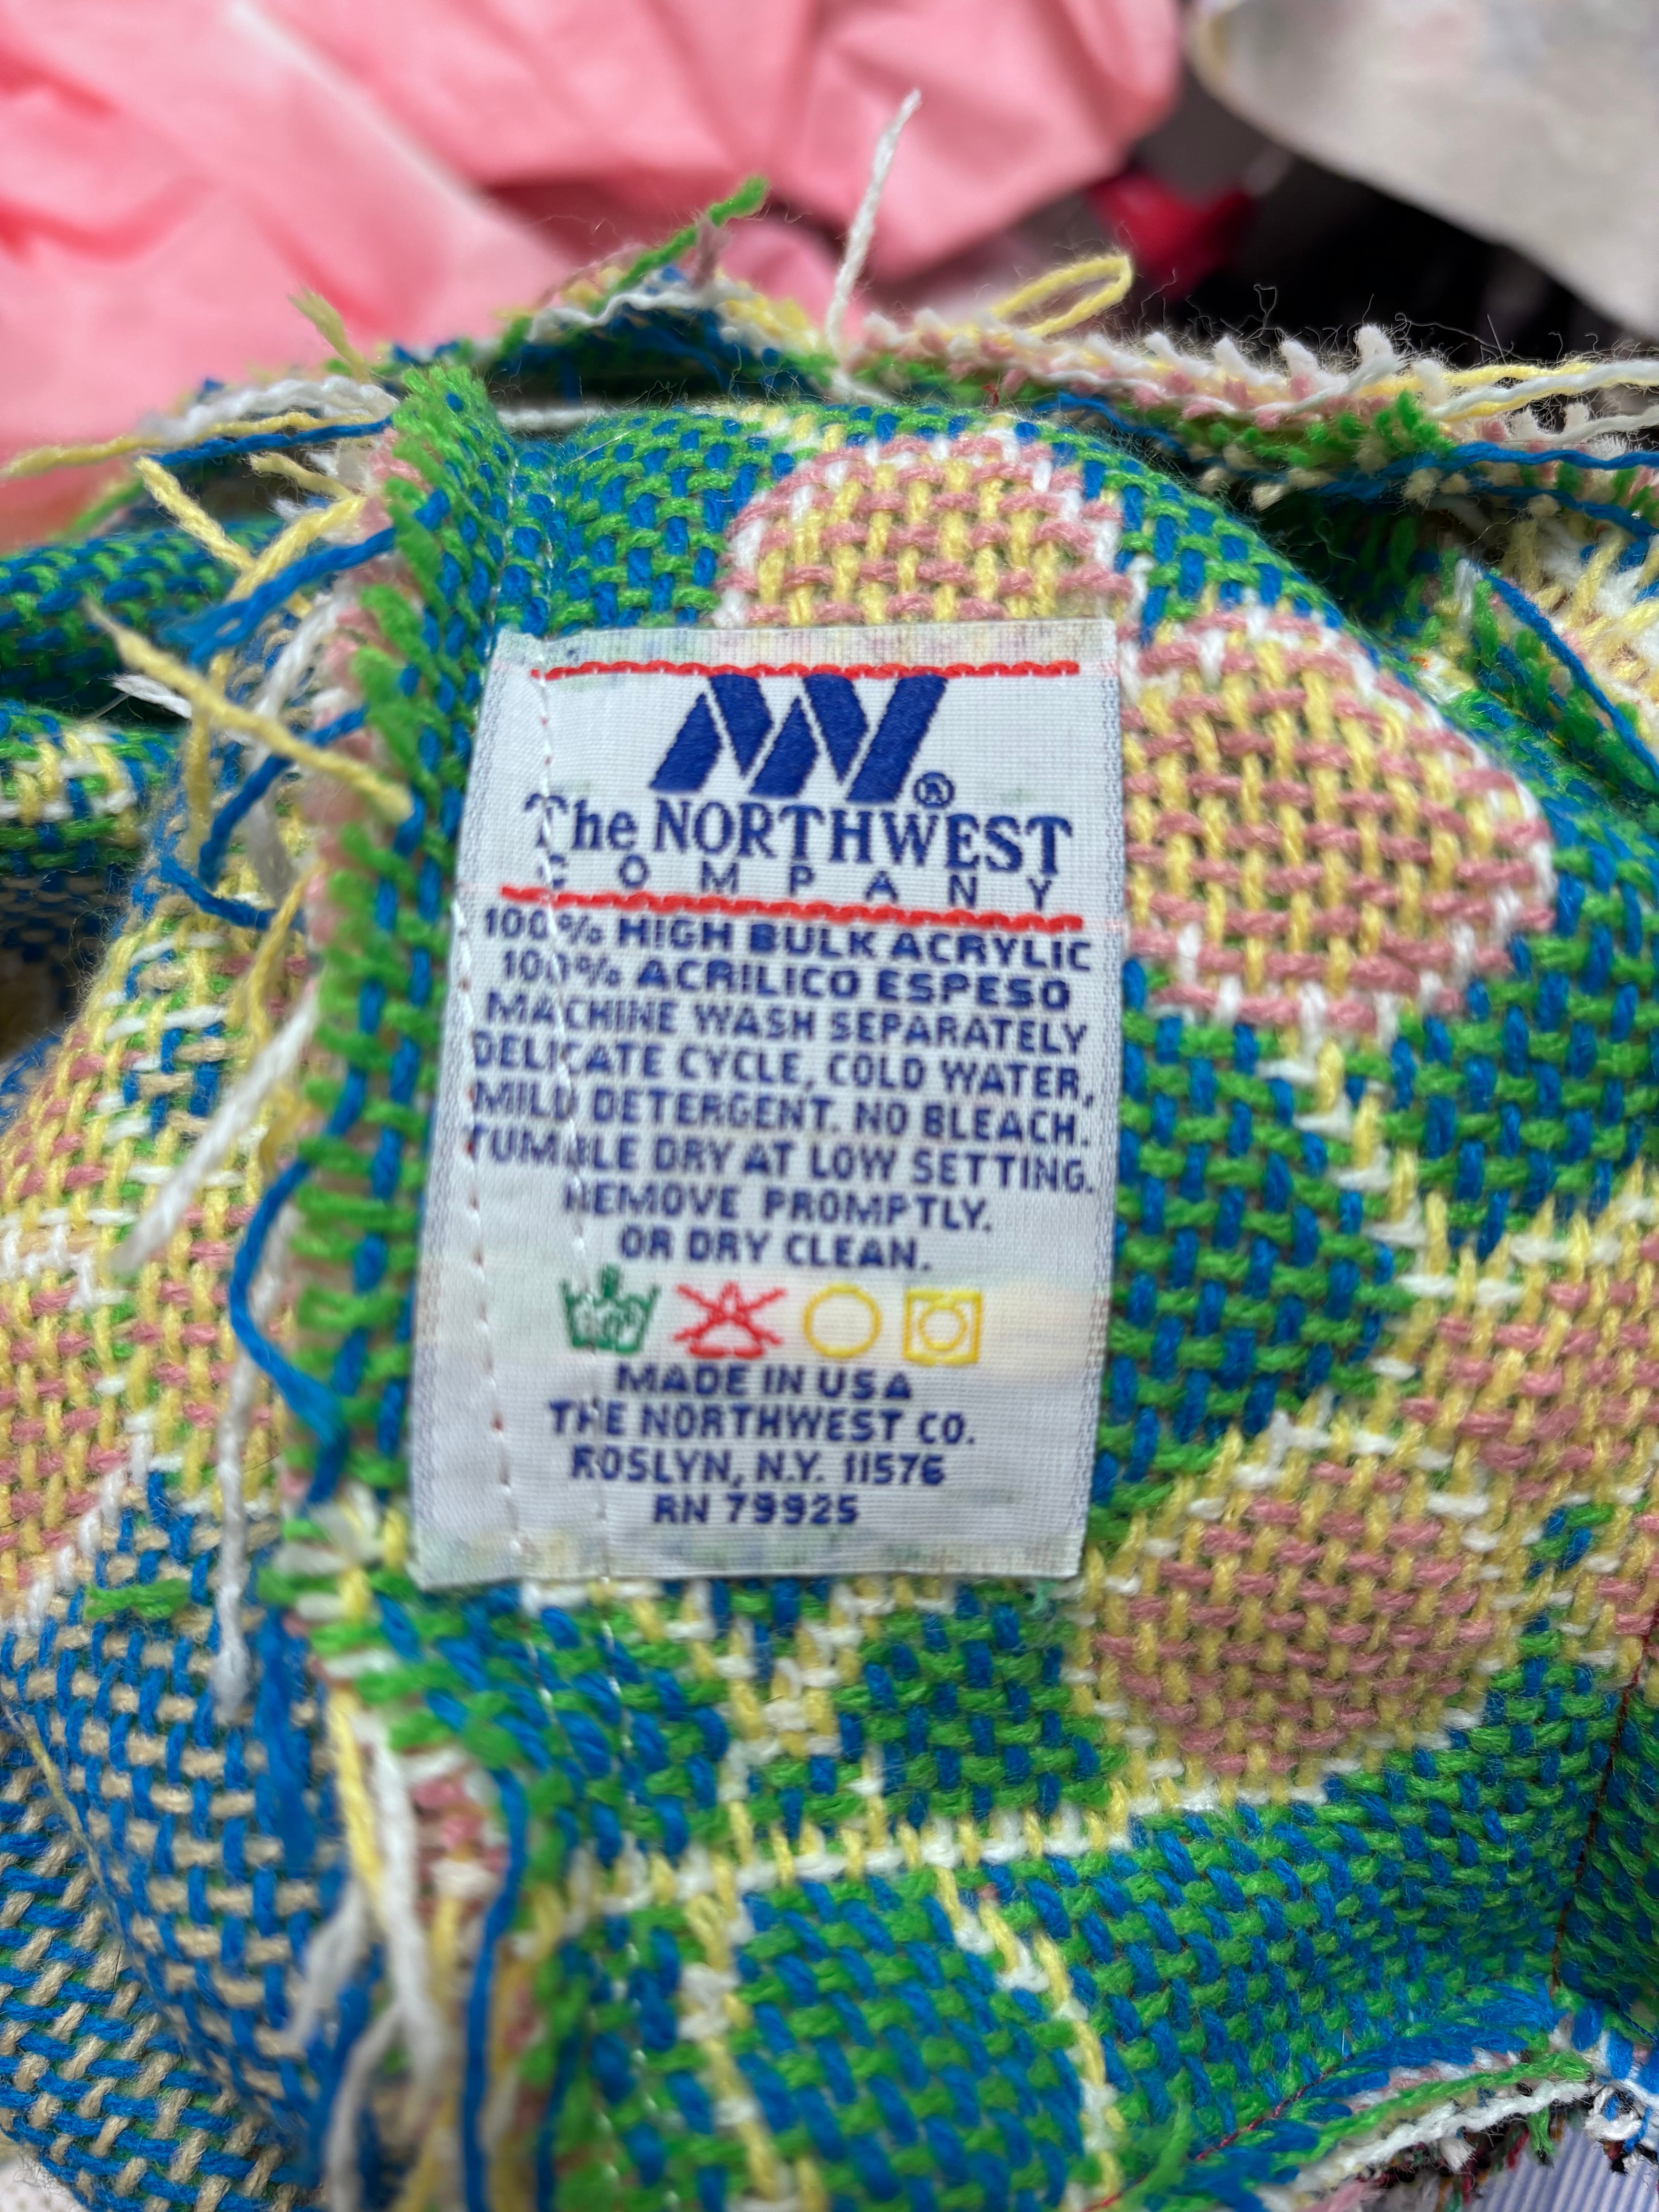 ®
The NORTHWEST
COMPANY
100% HIGH BULK ACRYLIC
100% ACRILICO ESPESO
MACHINE WASH SEPARATELY
DELICATE CYCLE, COLD WATER,
MILD DETERGENT. NO BLEACH.
TUMBLE DRY AT LOW SETTING.
REMOVE PROMPTLY.
OR DRY CLEAN.
MADE IN USA
THE NORTHWEST CO.
ROSLYN, N.Y. 11576
RN 79925